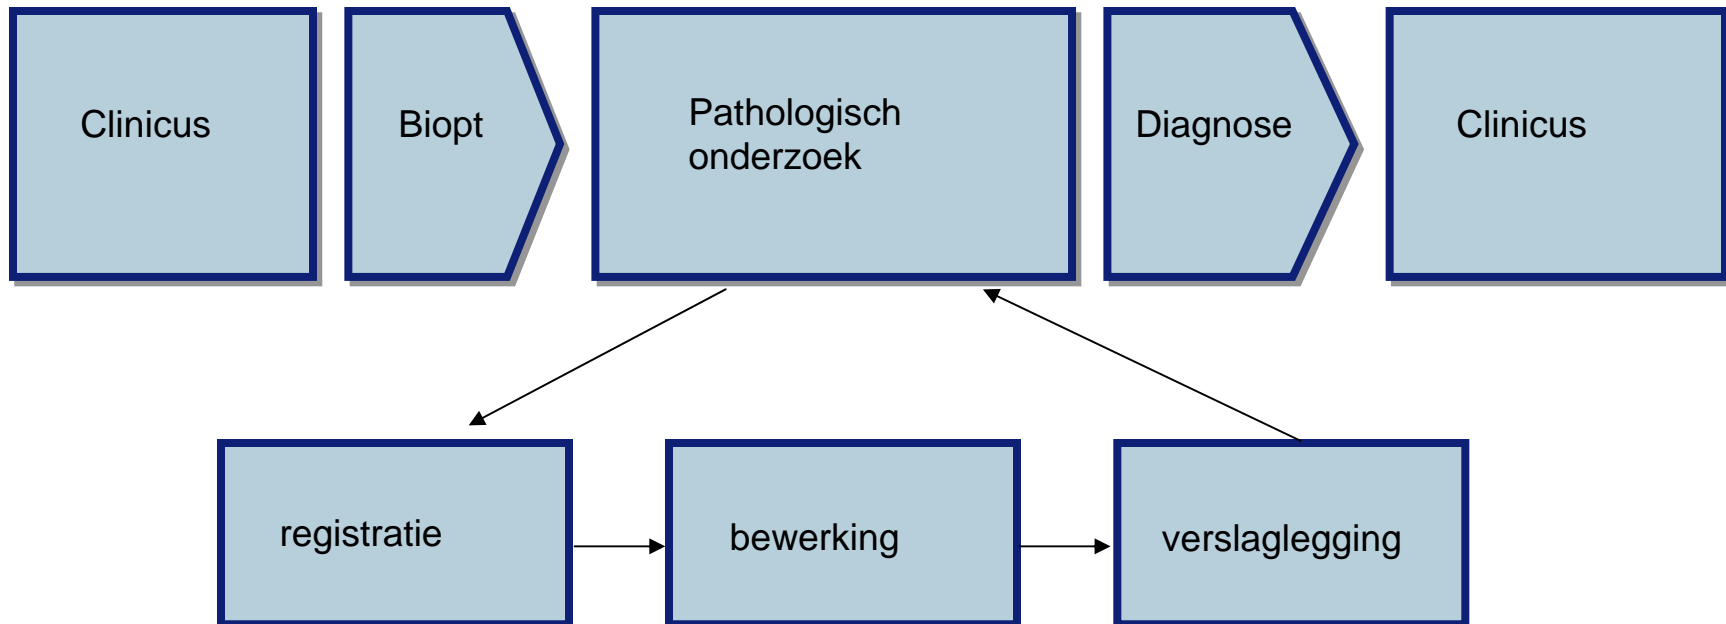 Clinicus
Biopt
Pathologisch
onderzoek
Diagnose
Clinicus
registratie
bewerking
verslaglegging